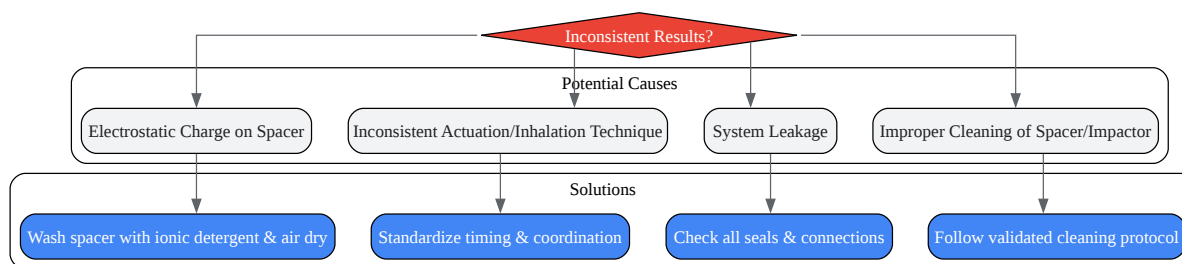 Inconsistent Results?
Potential Causes
Electrostatic Charge on Spacer
Inconsistent Actuation/Inhalation Technique
System Leakage
Improper Cleaning of Spacer/Impactor
Solutions
Wash spacer with ionic detergent & air dry
Standardize timing & coordination
Check all seals & connections
Follow validated cleaning protocol